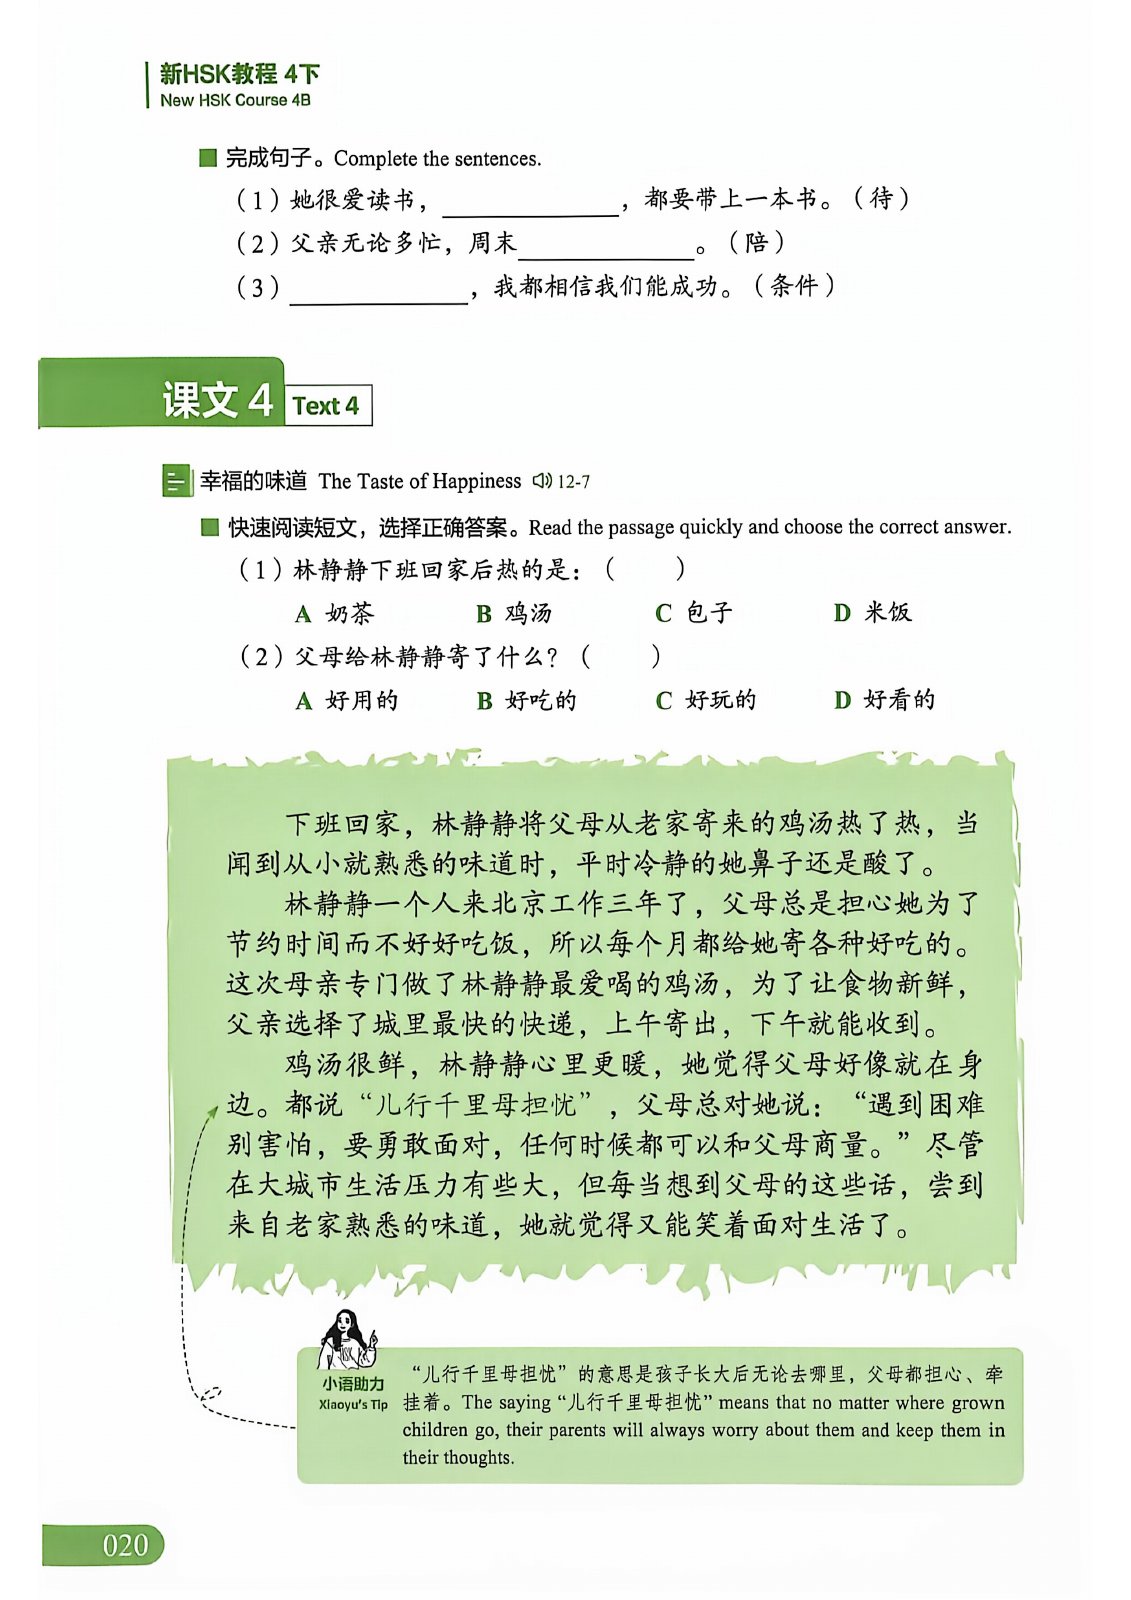 新HSK教程 4下
New HSK Course 4B
完成句子。Complete the sentences.
（1）她很爱读书，______________，都要带上一本书。（待）
（2）父亲无论多忙，周末______________。（陪）
（3）______________，我都相信我们能成功。（条件）
课文 4 Text 4
幸福的味道 The Taste of Happiness 12-7
快速阅读短文，选择正确答案。Read the passage quickly and choose the correct answer.
（1）林静静下班回家后热的是：（ ）
A 奶茶 B 鸡汤 C 包子 D 米饭
（2）父母给林静静寄了什么？（ ）
A 好用的 B 好吃的 C 好玩的 D 好看的
下班回家，林静静将父母从老家寄来的鸡汤热了热，当
闻到从小就熟悉的味道时，平时冷静的她鼻子还是酸了。
林静静一个人来北京工作三年了，父母总是担心她为了
节约时间而不好好吃饭，所以每个月都给她寄各种好吃的。
这次母亲专门做了林静静最爱喝的鸡汤，为了让食物新鲜，
父亲选择了城里最快的快递，上午寄出，下午就能收到。
鸡汤很鲜，林静静心里更暖，她觉得父母好像就在身
边。都说“儿行千里母担忧”，父母总对她说：“遇到困难
别害怕，要勇敢面对，任何时候都可以和父母商量。”尽管
在大城市生活压力有些大，但每当想到父母的这些话，尝到
来自老家熟悉的味道，她就觉得又能笑着面对生活了。
HSK
小语助力
Xiaoyu's Tip
“儿行千里母担忧”的意思是孩子长大后无论去哪里，父母都担心、牵
挂着。The saying “儿行千里母担忧” means that no matter where grown
children go, their parents will always worry about them and keep them in
their thoughts.
020